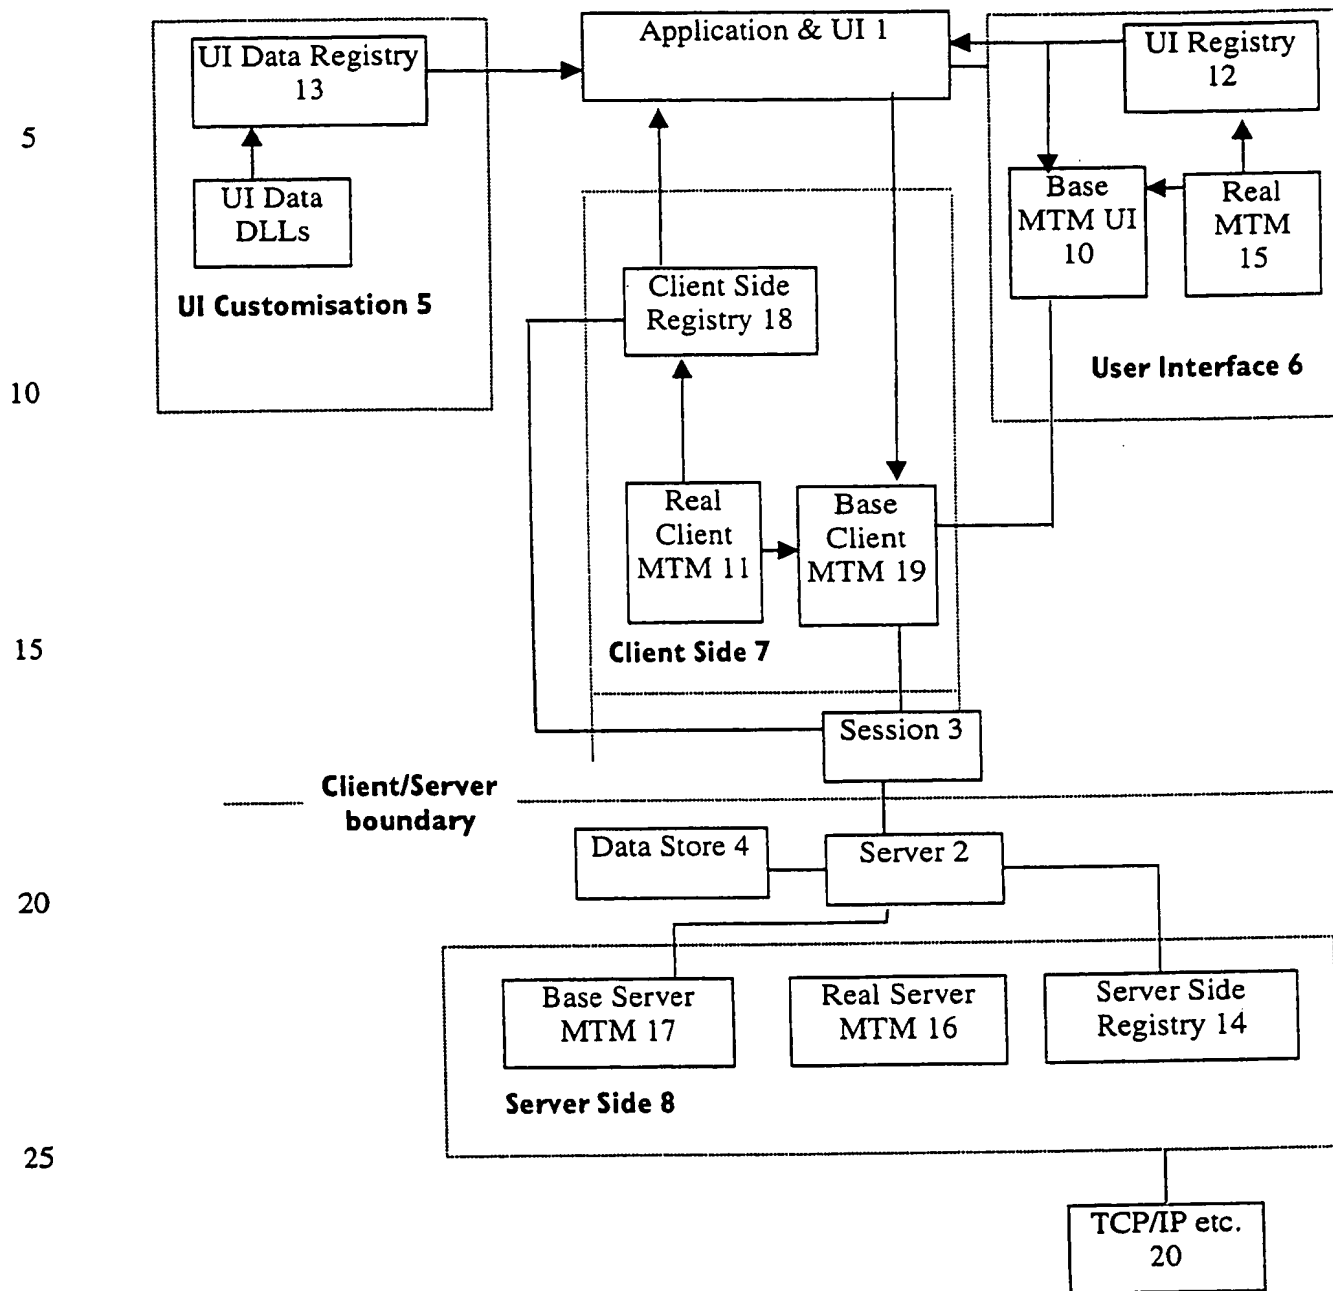 Application & UI 1
UI Data Registry
13
UI Registry
12
5
UI Data
DLLs
Base
MTM UI
10
Real
MTM
15
UI Customisation 5
Client Side
Registry 18
User Interface 6
10
Real
Client
MTM 11
Base
Client
MTM 19
15
Client Side 7
Session 3
Client/Server
boundary
Data Store 4
Server 2
20
Base Server
MTM 17
Real Server
MTM 16
Server Side
Registry 14
Server Side 8
25
TCP/IP etc.
20